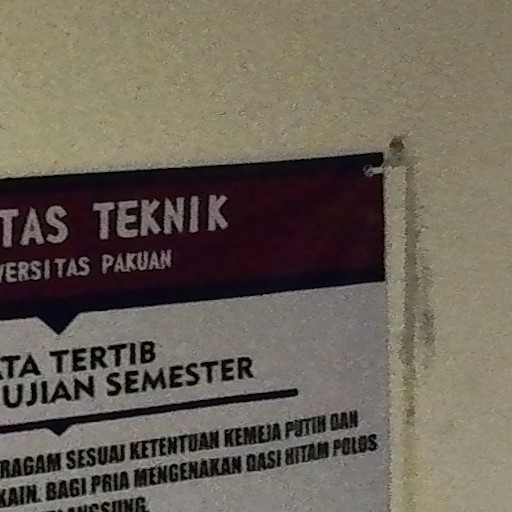 TAS TEKNIK
VERSITAS PAKUAN
ATA TERTIB
UJIAN SEMESTER
RAGAM SESUAI KETENTUAN KEMEJA PUTIH DAN
KAIN. BAGI PRIA MENGENAKAN DASI HITAM POLOS